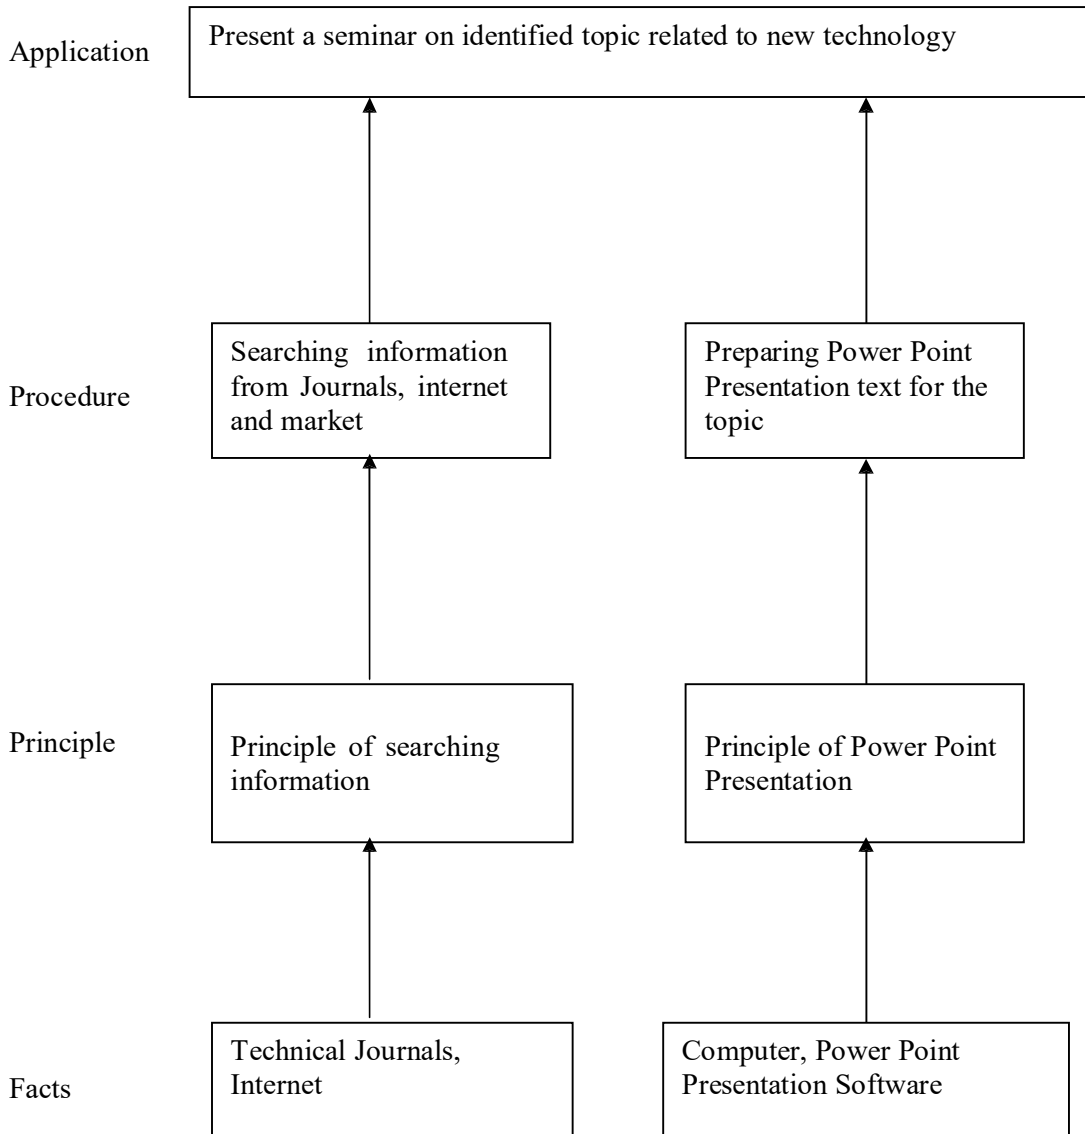 Application
Present a seminar on identified topic related to new technology
Procedure
Searching information
from Journals, internet
and market
Preparing Power Point
Presentation text for the
topic
Principle
Principle of searching
information
Principle of Power Point
Presentation
Facts
Technical Journals,
Internet
Computer, Power Point
Presentation Software